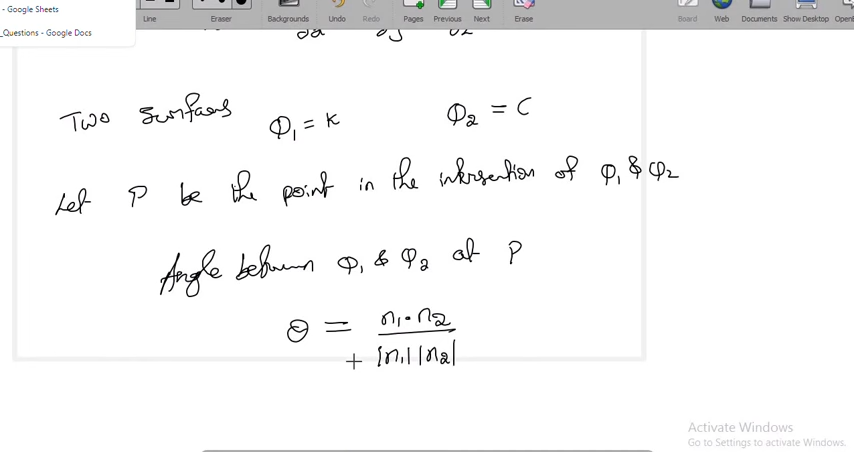 - Google Sheets
_Questions - Google Docs
Line Eraser Backgrounds Undo Redo Pages Previous Next Erase Board Web Documents Show Desktop
Two surfaces φ₁ = K φ₂ = C
Let P be the point in the intersection of φ₁ & φ₂
Angle between φ₁ & φ₂ at P
θ = n₁ · n₂ / |n₁| |n₂|
Activate Windows
Go to Settings to activate Windows.